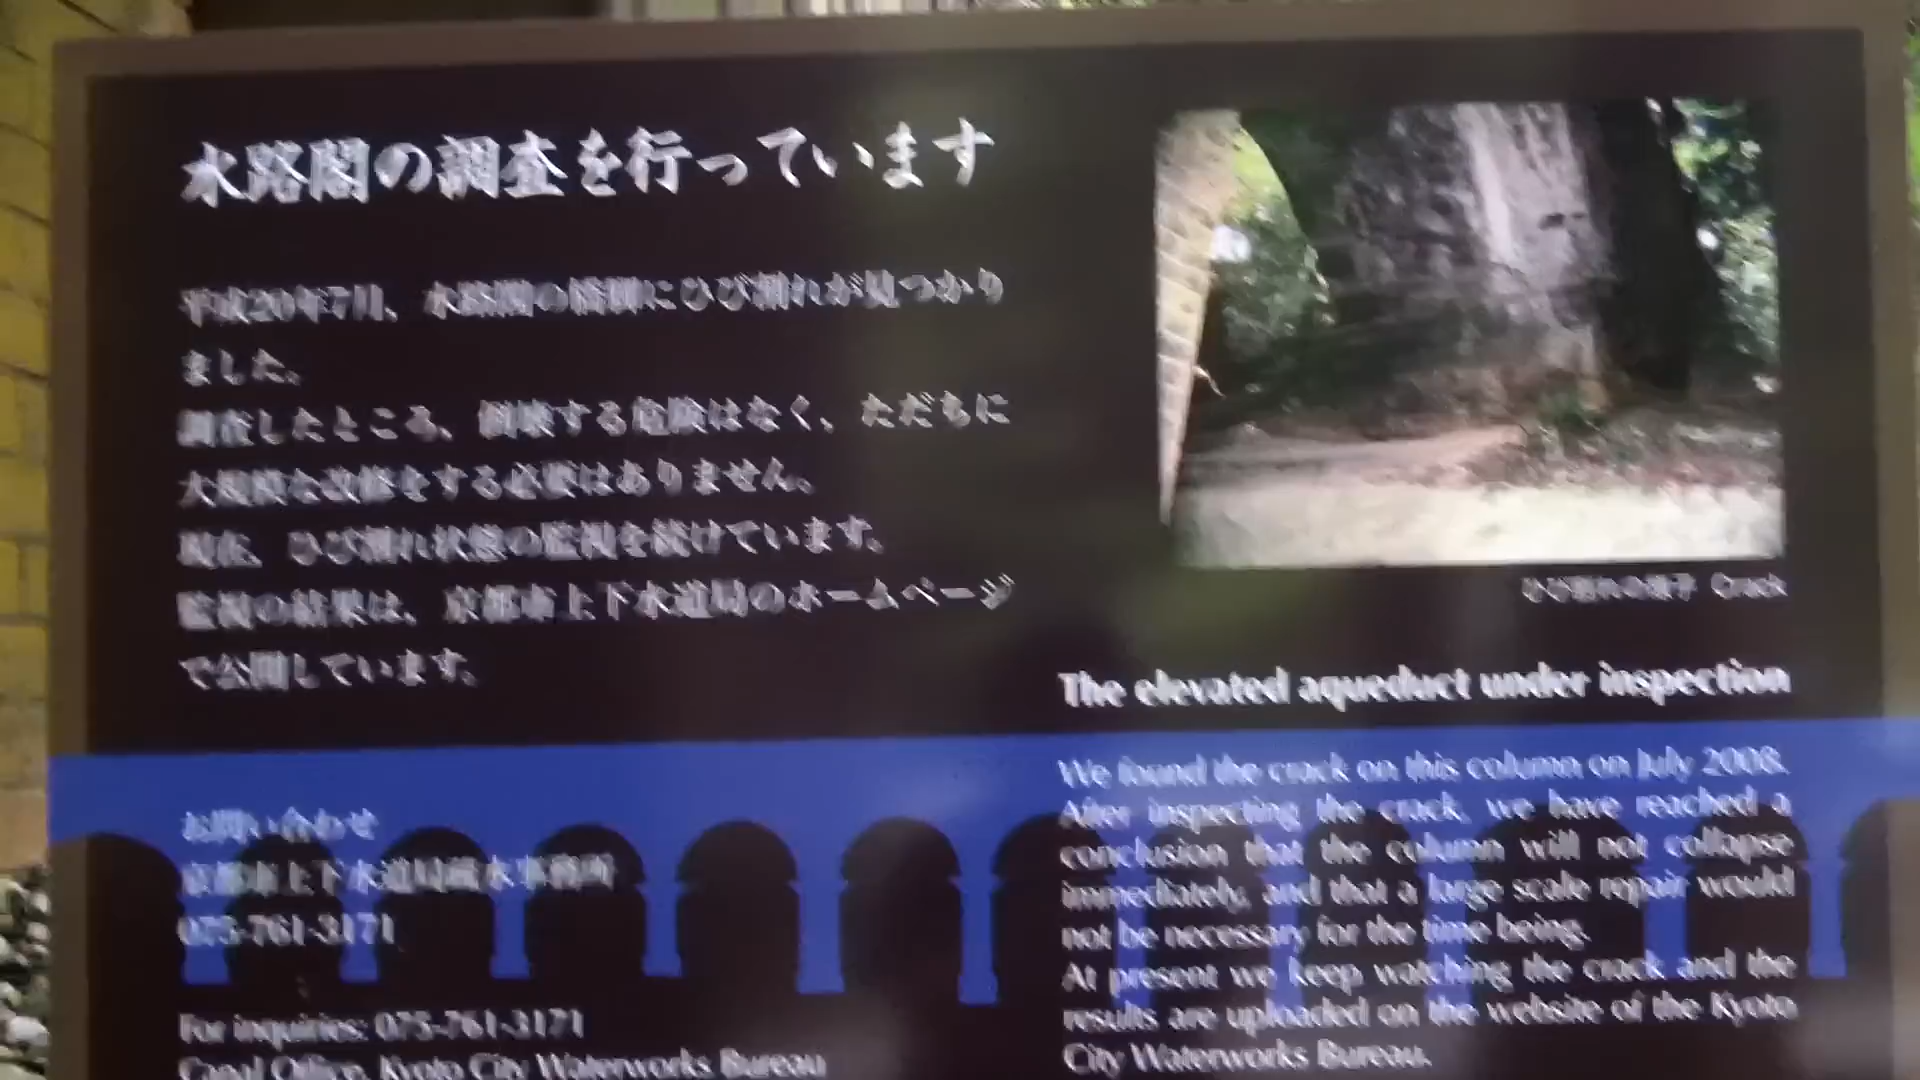 水路閣の調査を行っています
平成20年7月、水路閣の橋脚にひび割れが見つかり
ました。
調査したところ、倒壊する危険はなく、ただちに
大規模な改修をする必要はありません。
現在、ひび割れ状態の監視を続けています。
監視の結果は、京都市上下水道局のホームページ
で公開しています。
お問い合わせ
京都市上下水道局疏水事務所
075-761-3171
For inquiries: 075-761-3171
Canal Office, Kyoto City Waterworks Bureau
ひび割れの様子 Crack
The elevated aqueduct under inspection
We found the crack on this column on July 2008.
After inspecting the crack, we have reached a
conclusion that the column will not collapse
immediately, and that a large scale repair would
not be necessary for the time being.
At present we keep watching the crack and the
results are uploaded on the website of the Kyoto
City Waterworks Bureau.